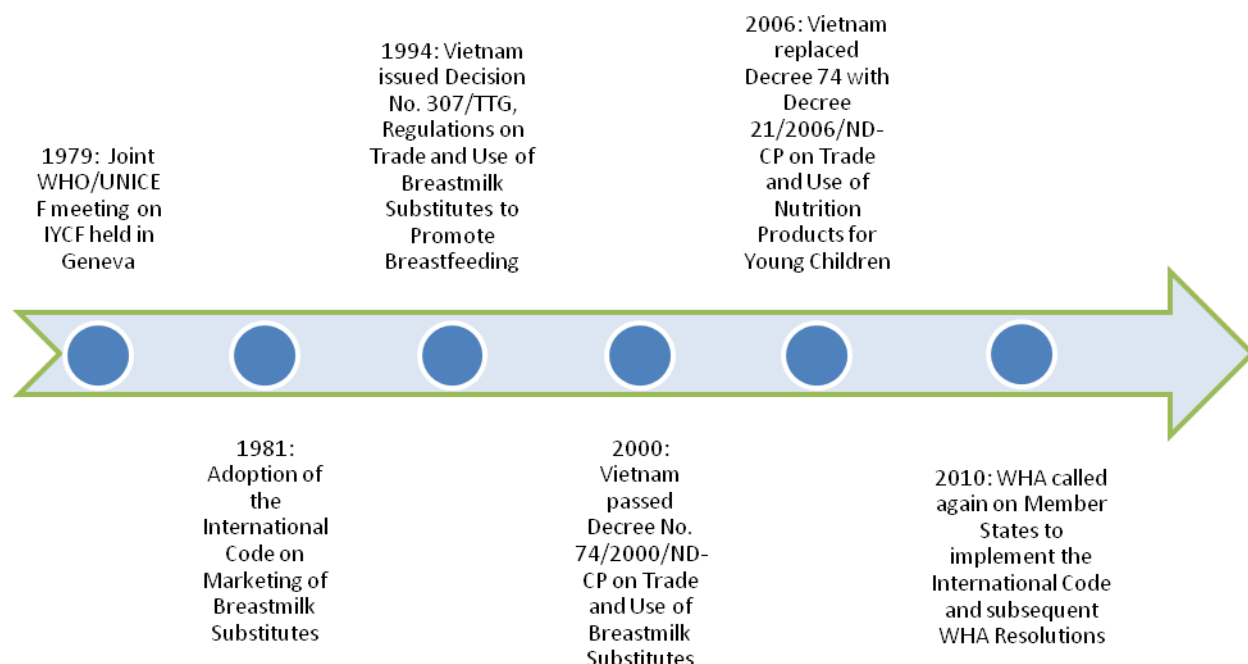 1979: Joint
WHO/UNICE
F meeting on
IYCF held in
Geneva
1981:
Adoption of
the
International
Code on
Marketing of
Breastmilk
Substitutes
1994: Vietnam
issued Decision
No. 307/TTG,
Regulations on
Trade and Use of
Breastmilk
Substitutes to
Promote
Breastfeeding
2000:
Vietnam
passed
Decree No.
74/2000/ND-
CP on Trade
and Use of
Breastmilk
Substitutes
2006: Vietnam
replaced
Decree 74 with
Decree
21/2006/ND-
CP on Trade
and Use of
Nutrition
Products for
Young Children
2010: WHA called
again on Member
States to
implement the
International Code
and subsequent
WHA Resolutions